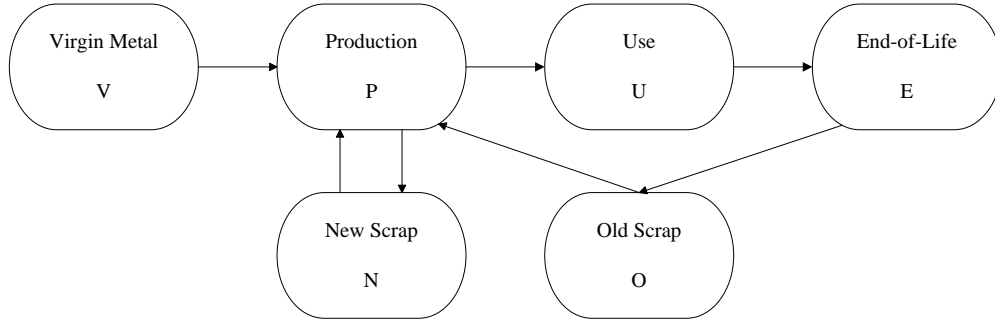 Virgin Metal
V
Production
P
Use
U
End-of-Life
E
New Scrap
N
Old Scrap
O